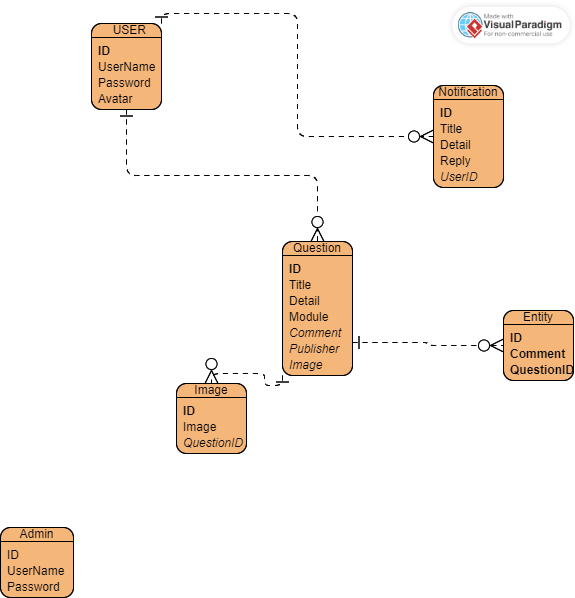 Made with
Visual Paradigm
For non-commercial use
USER
ID
UserName
Password
Avatar
Notification
ID
Title
Detail
Reply
UserID
Question
ID
Title
Detail
Module
Comment
Publisher
Image
Entity
ID
Comment
QuestionID
Image
ID
Image
QuestionID
Admin
ID
UserName
Password